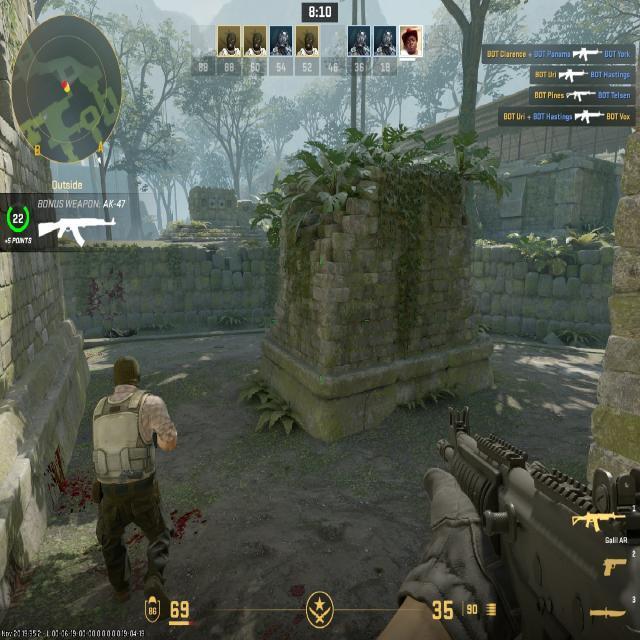 8:10
88 88 50 54 52 46 36 18
BOT Clarence + BOT Panama BOT York
BOT Uri BOT Hastings
BOT Pines BOT Telsen
BOT Uri + BOT Hastings BOT Vox
B A
Outside
BONUS WEAPON: AK-47
22
+5 POINTS
1
Galil AR
2
3
86 69
35 90